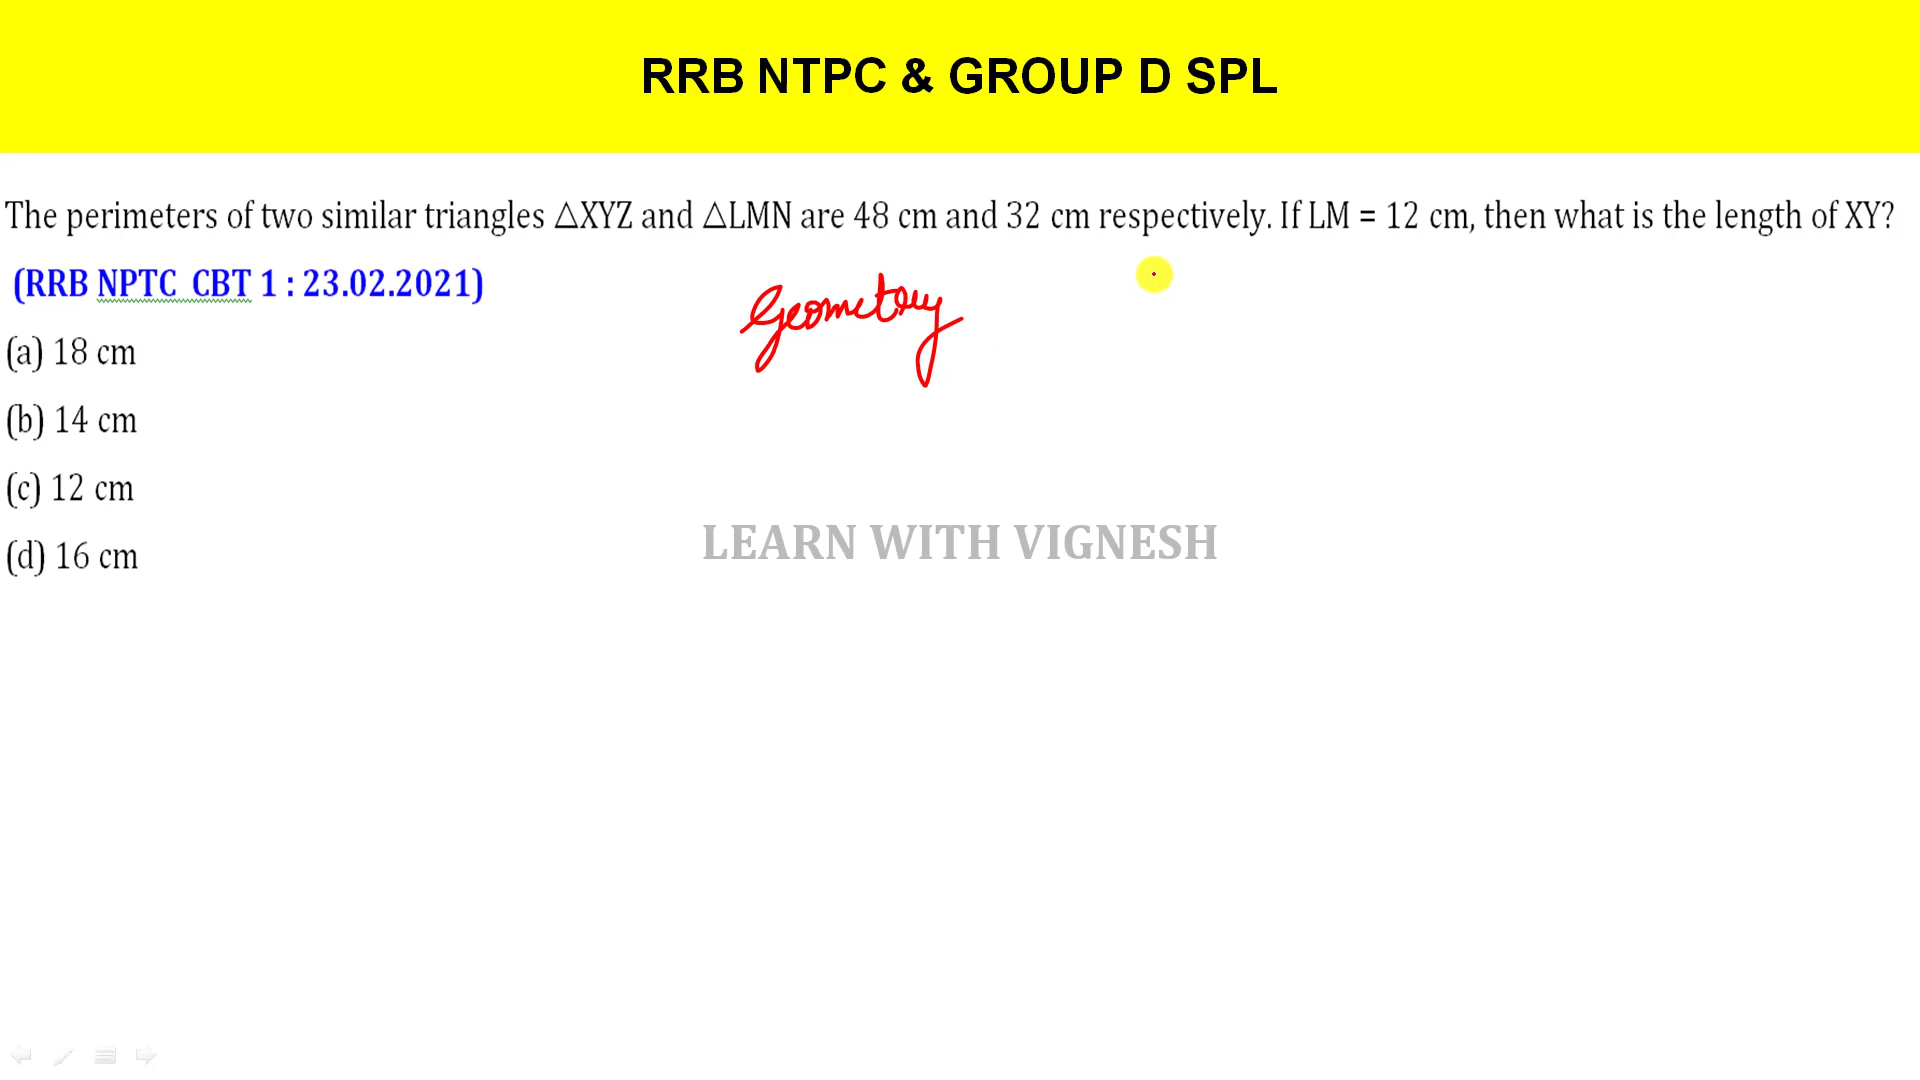 RRB NTPC & GROUP D SPL
The perimeters of two similar triangles △XYZ and △LMN are 48 cm and 32 cm respectively. If LM = 12 cm, then what is the length of XY?
(RRB NPTC CBT 1 : 23.02.2021)
Geometry
(a) 18 cm
(b) 14 cm
(c) 12 cm
LEARN WITH VIGNESH
(d) 16 cm